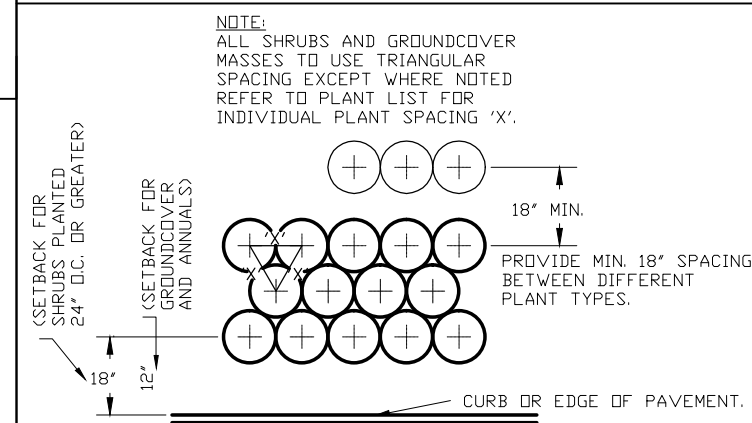 NOTE:
ALL SHRUBS AND GROUNDCOVER
MASSES TO USE TRIANGULAR
SPACING EXCEPT WHERE NOTED
REFER TO PLANT LIST FOR
INDIVIDUAL PLANT SPACING 'X'.
(SETBACK FOR
SHRUBS PLANTED
24" O.C. OR GREATER)
(SETBACK FOR
GROUNDCOVER
AND ANNUALS)
18" MIN.
'X'
'X'
'X'
PROVIDE MIN. 18" SPACING
BETWEEN DIFFERENT
PLANT TYPES.
18"
12"
CURB OR EDGE OF PAVEMENT.